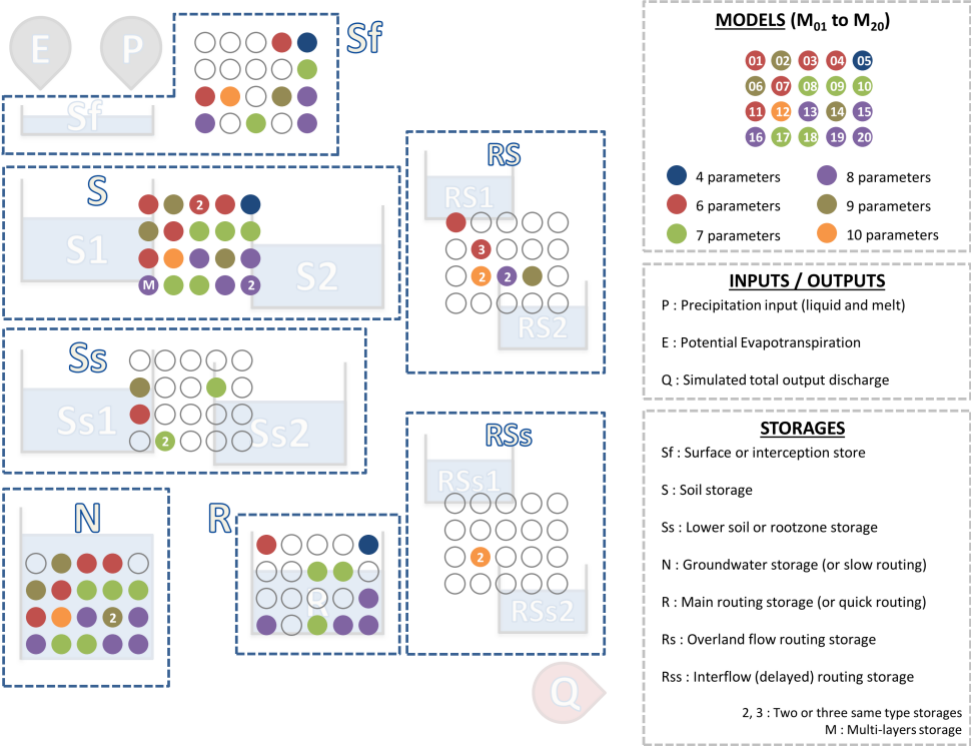 E
P
Sf
Sf
S
S1
2
S2
M
2
Ss
Ss1
Ss2
2
N
2
R
R
RS
RS1
3
2
2
RS2
RSs
RSs1
2
RSs2
Q
MODELS (M01 to M20)
01 02 03 04 05
06 07 08 09 10
11 12 13 14 15
16 17 18 19 20
4 parameters
8 parameters
6 parameters
9 parameters
7 parameters
10 parameters
INPUTS / OUTPUTS
P : Precipitation input (liquid and melt)
E : Potential Evapotranspiration
Q : Simulated total output discharge
STORAGES
Sf : Surface or interception store
S : Soil storage
Ss : Lower soil or rootzone storage
N : Groundwater storage (or slow routing)
R : Main routing storage (or quick routing)
Rs : Overland flow routing storage
Rss : Interflow (delayed) routing storage
2, 3 : Two or three same type storages
M : Multi-layers storage